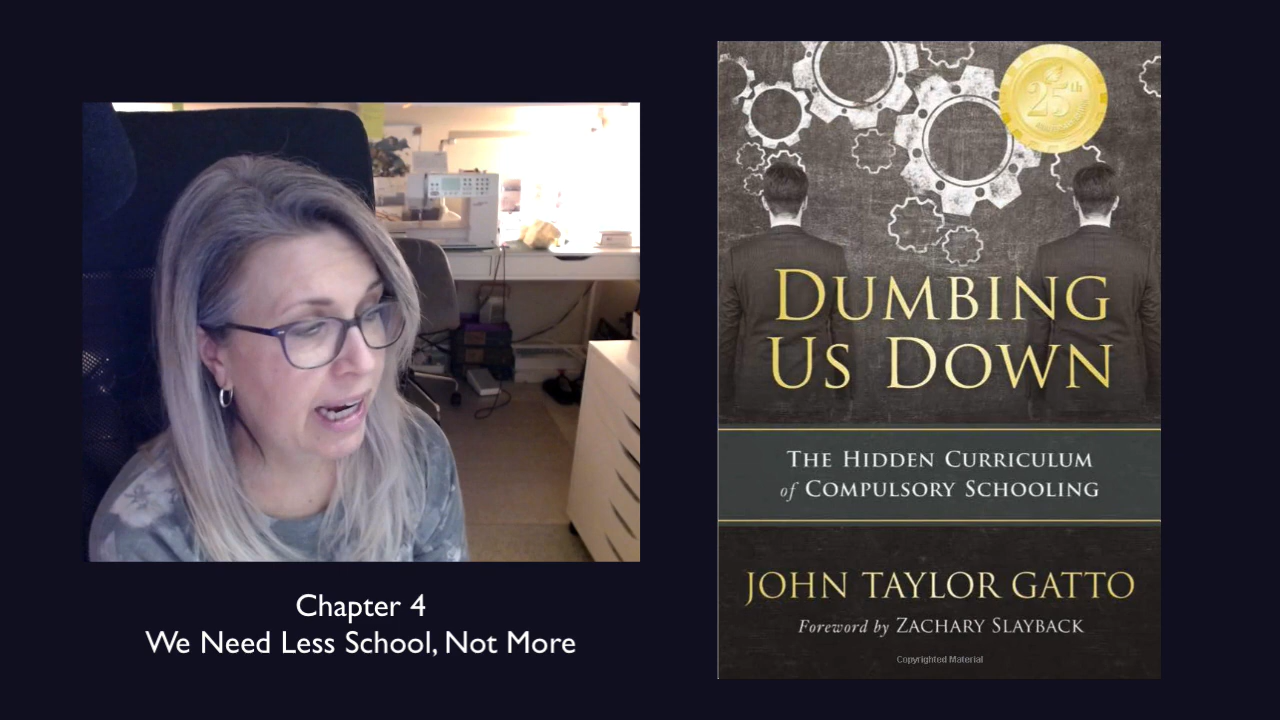 Chapter 4
We Need Less School, Not More
25th
DUMBING
US DOWN
THE HIDDEN CURRICULUM
of COMPULSORY SCHOOLING
JOHN TAYLOR GATTO
Foreword by ZACHARY SLAYBACK
Copyrighted Material